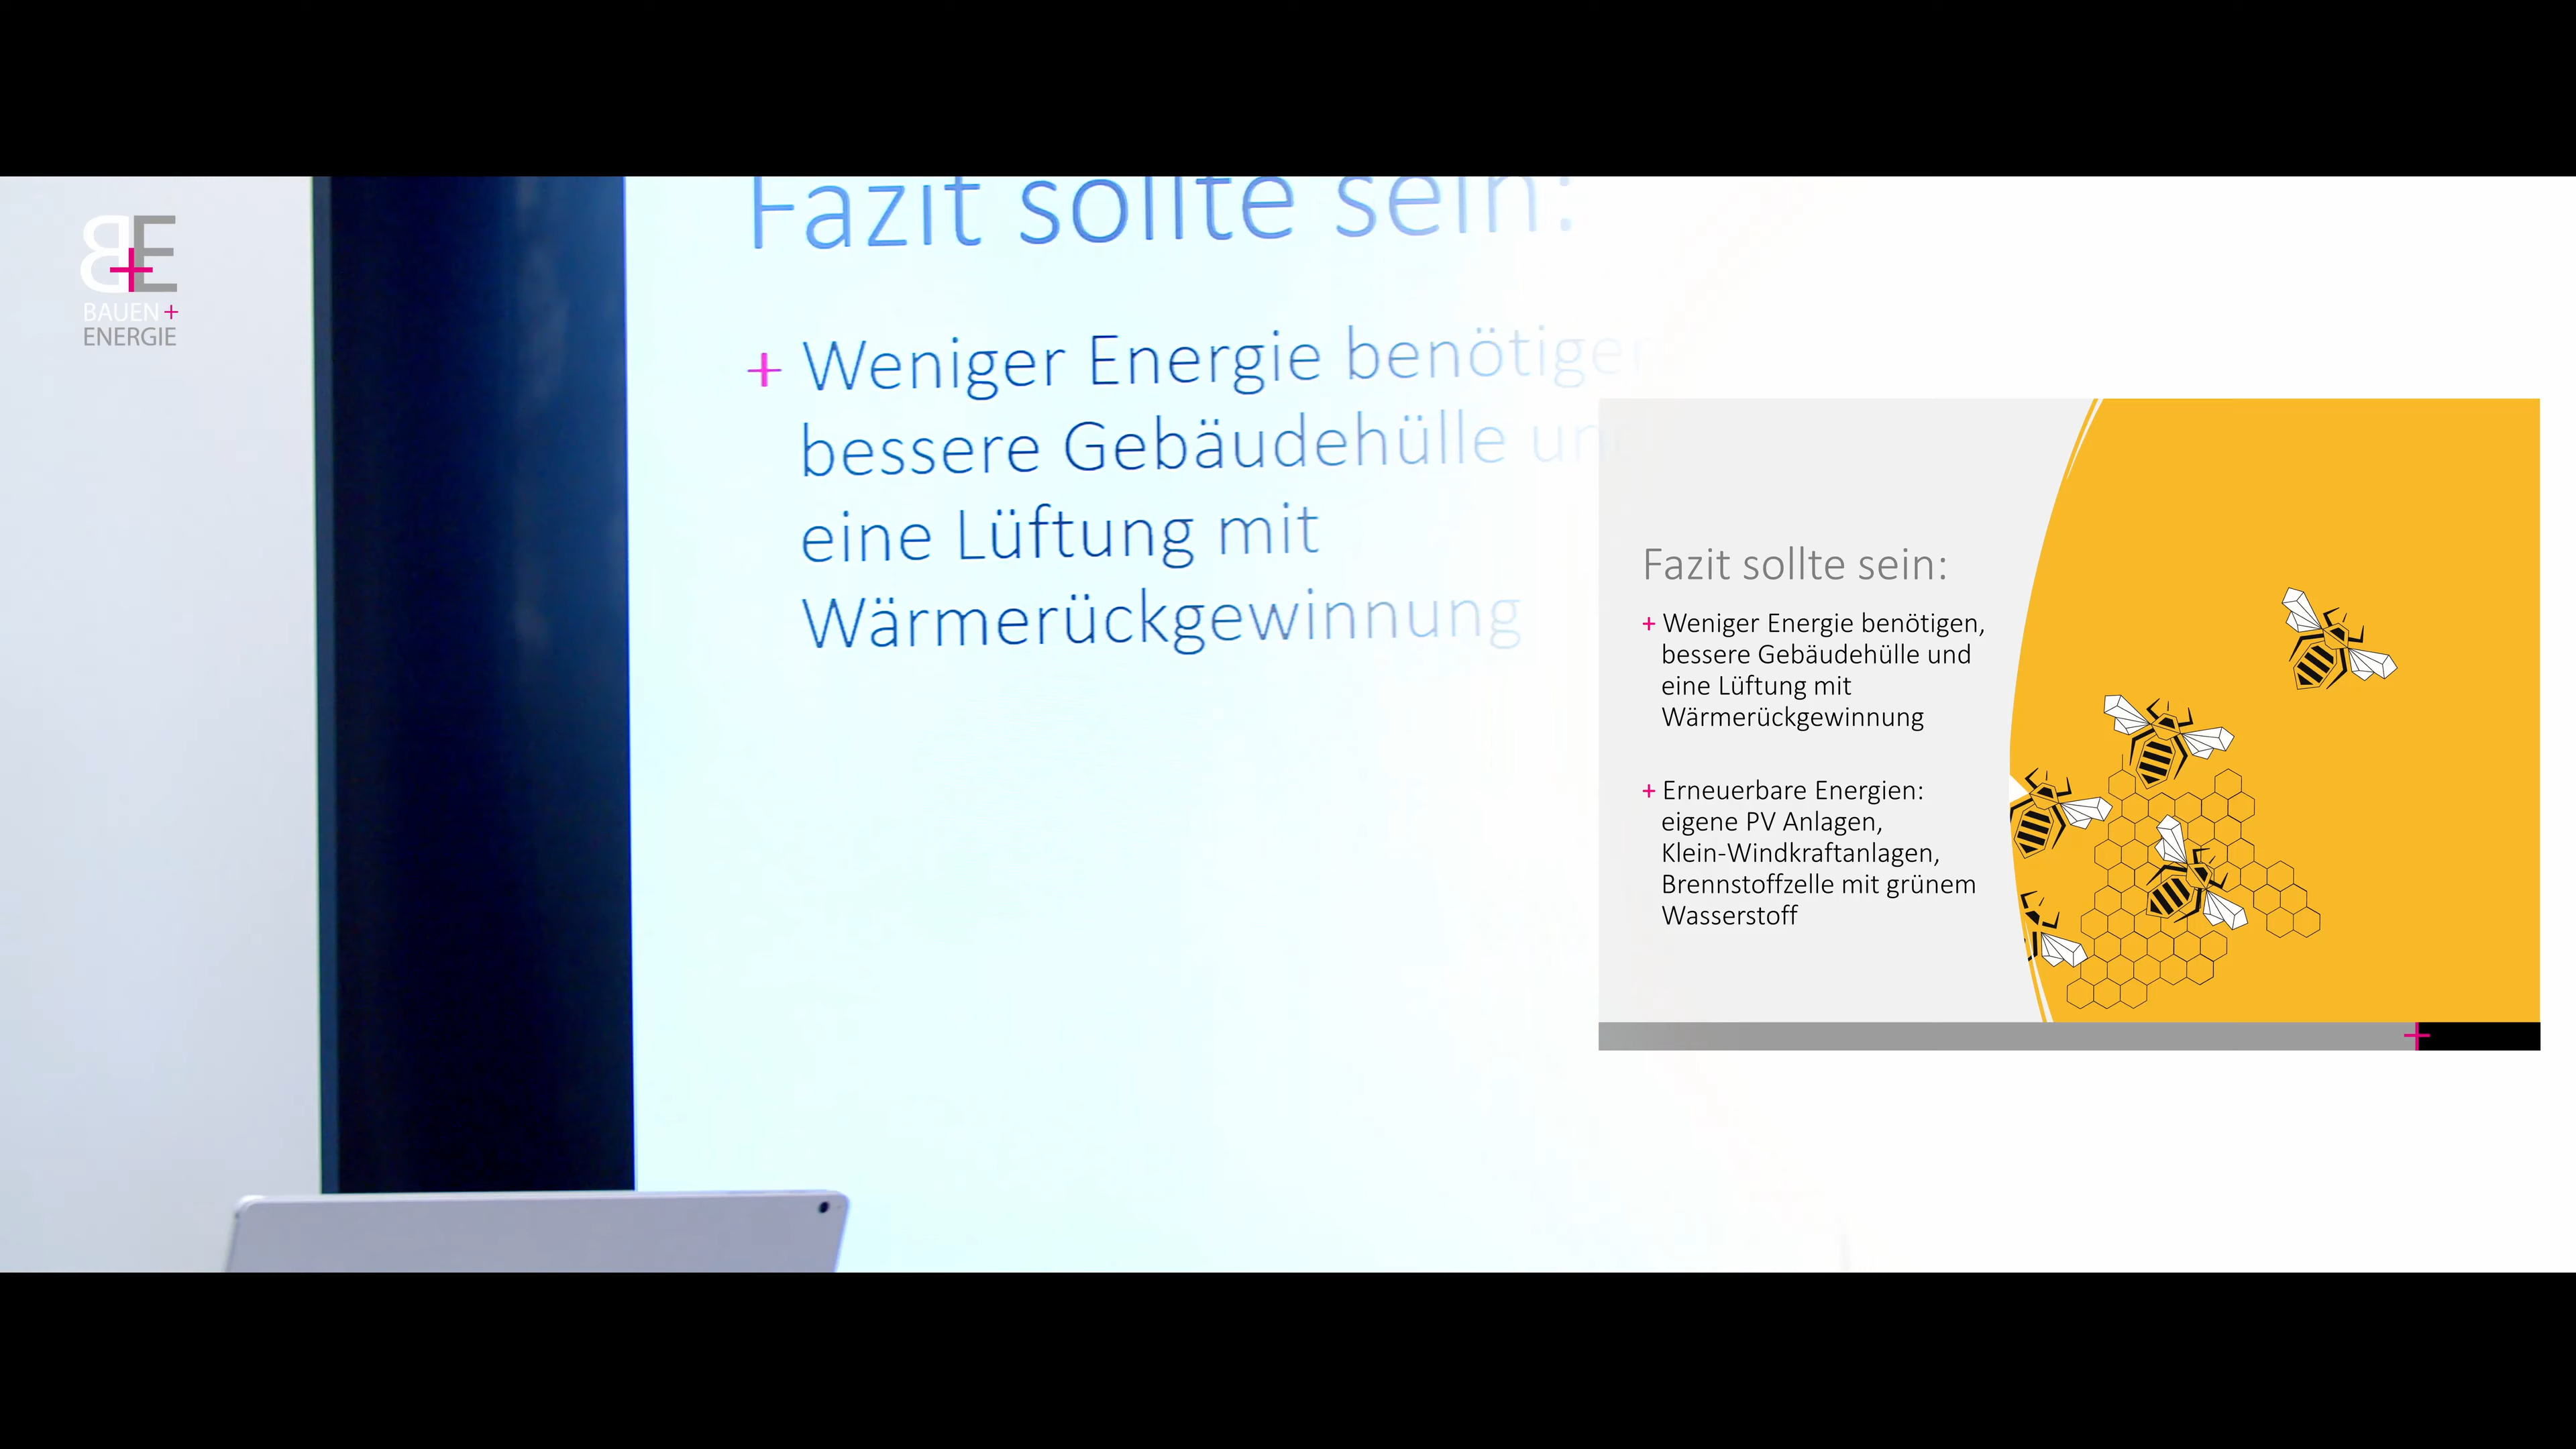 BE
BAUEN +
ENERGIE
Fazit sollte sein:
+ Weniger Energie benötigen
bessere Gebäudehülle und
eine Lüftung mit
Wärmerückgewinnung
Fazit sollte sein:
+ Weniger Energie benötigen,
bessere Gebäudehülle und
eine Lüftung mit
Wärmerückgewinnung
+ Erneuerbare Energien:
eigene PV Anlagen,
Klein-Windkraftanlagen,
Brennstoffzelle mit grünem
Wasserstoff